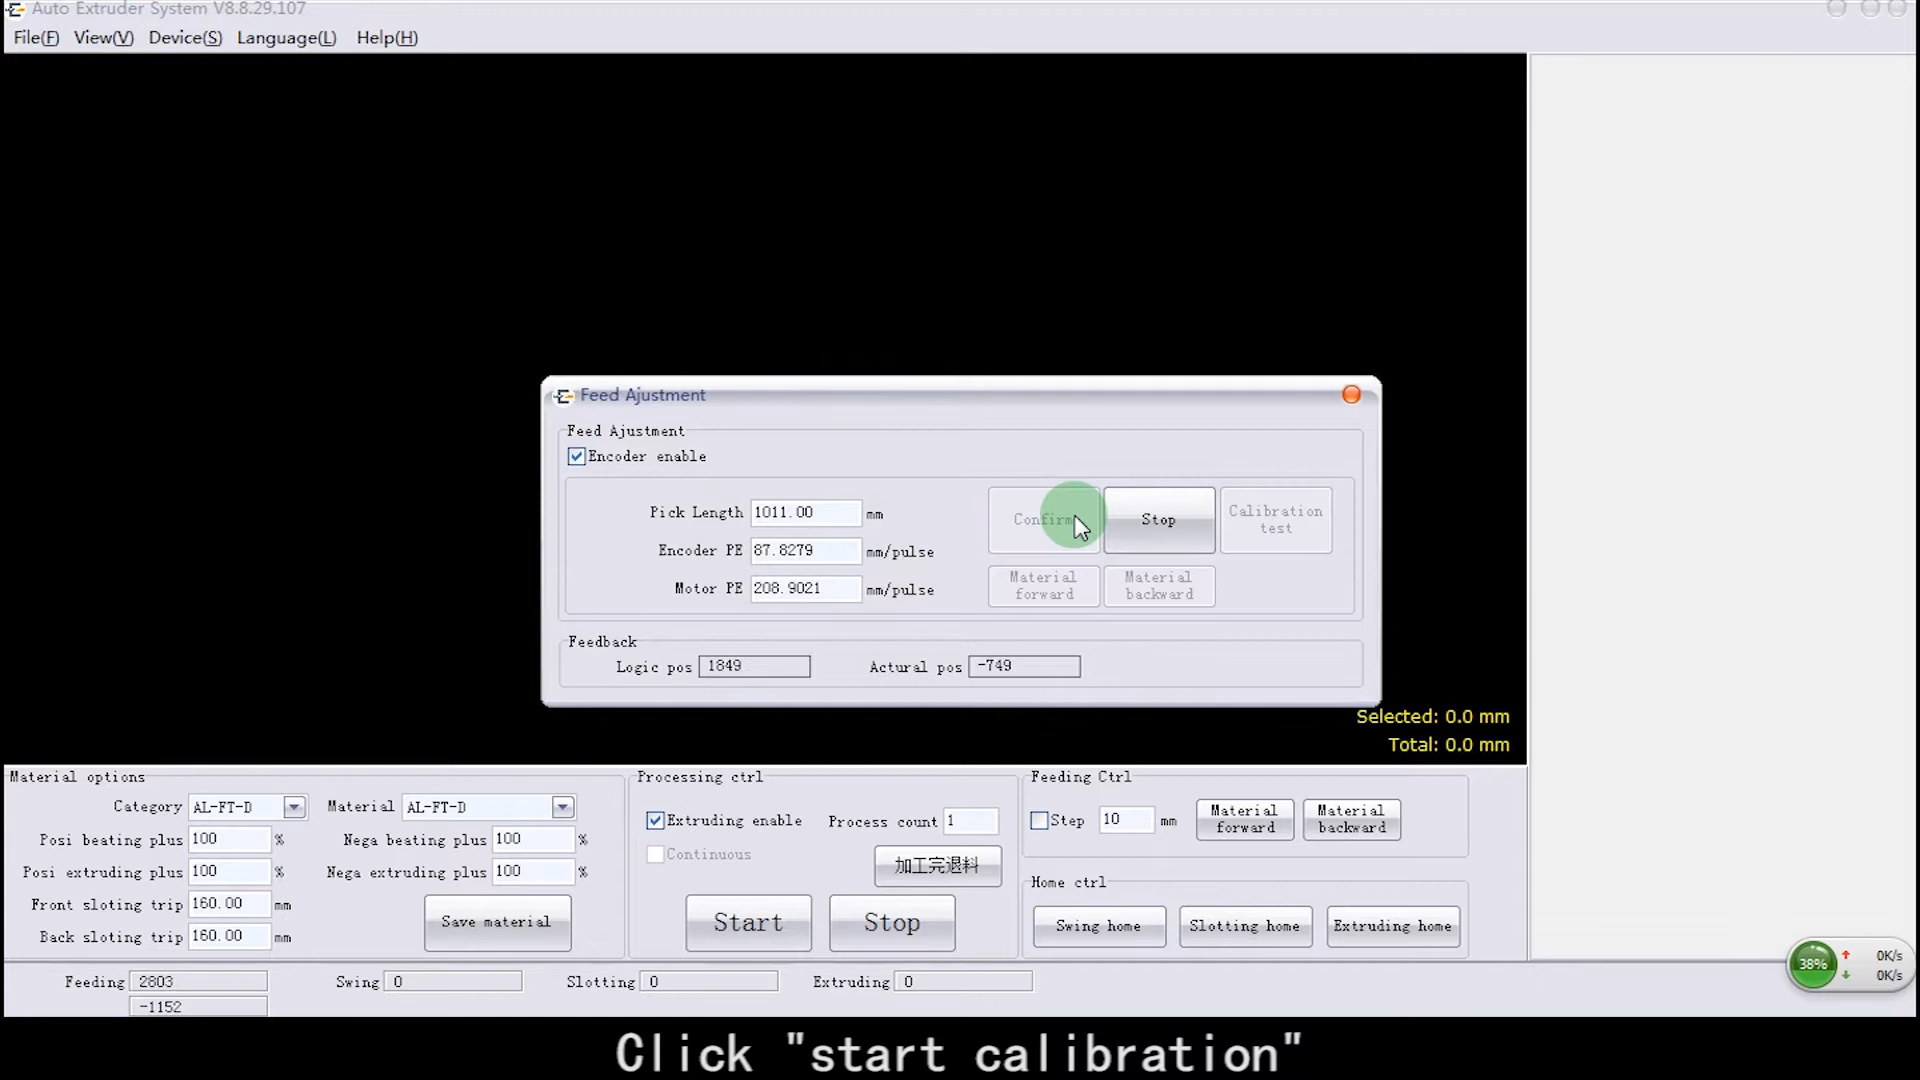 Auto Extruder System V8.8.29.107
File(F) View(V) Device(S) Language(L) Help(H)
Feed Ajustment
Feed Ajustment
Encoder enable
Pick Length 1011.00 mm
Encoder PE 87.8279 mm/pulse
Motor PE 208.9021 mm/pulse
Confirm
Stop
Calibration
test
Material
forward
Material
backward
Feedback
Logic pos 1849 Actural pos -749
Selected: 0.0 mm
Total: 0.0 mm
Material options
Category AL-FT-D Material AL-FT-D
Posi beating plus 100 % Nega beating plus 100 %
Posi extruding plus 100 % Nega extruding plus 100 %
Front sloting trip 160.00 mm
Back sloting trip 160.00 mm
Save material
Processing ctrl
Extruding enable Process count 1
Continuous
加工完退料
Start Stop
Feeding Ctrl
Step 10 mm
Material
forward
Material
backward
Home ctrl
Swing home Slotting home Extruding home
Feeding 2803 Swing 0 Slotting 0 Extruding 0
-1152
38%
0K/s
0K/s
Click "start calibration"